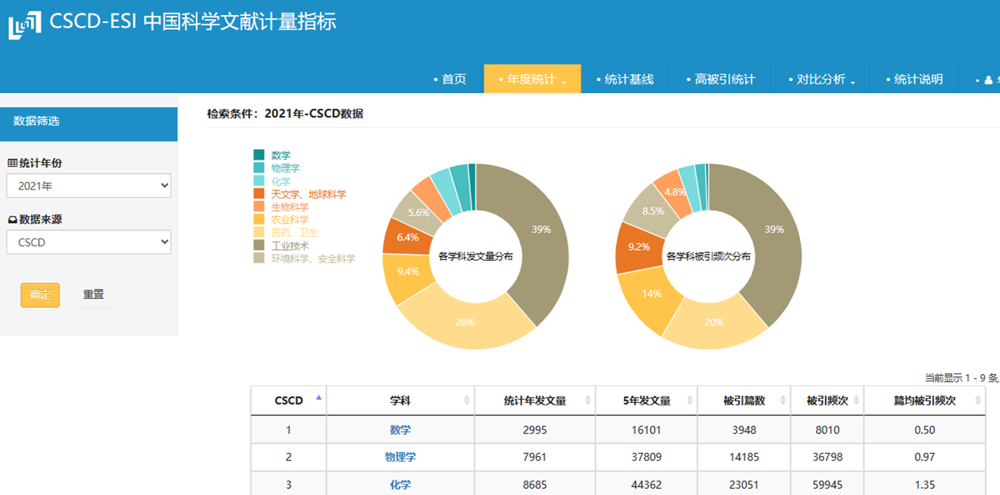 CSCD-ESI 中国科学文献计量指标
• 首页 • 年度统计 • 统计基线 • 高被引统计 • 对比分析 • 统计说明 •
数据筛选
统计年份
2021年
数据来源
CSCD
确定 重置
检索条件：2021年-CSCD数据
数学
物理学
化学
天文学、地球科学
生物科学
农业科学
医药、卫生
工业技术
环境科学、安全科学
39%
5.6%
6.4%
各学科发文量分布
9.4%
28%
4.8%
8.5%
39%
9.2%
各学科被引频次分布
14%
20%
当前显示 1 - 9 条,
CSCD 学科 统计年发文量 5年发文量 被引篇数 被引频次 篇均被引频次
1 数学 2995 16101 3948 8010 0.50
2 物理学 7961 37809 14185 36798 0.97
3 化学 8685 44362 23051 59945 1.35